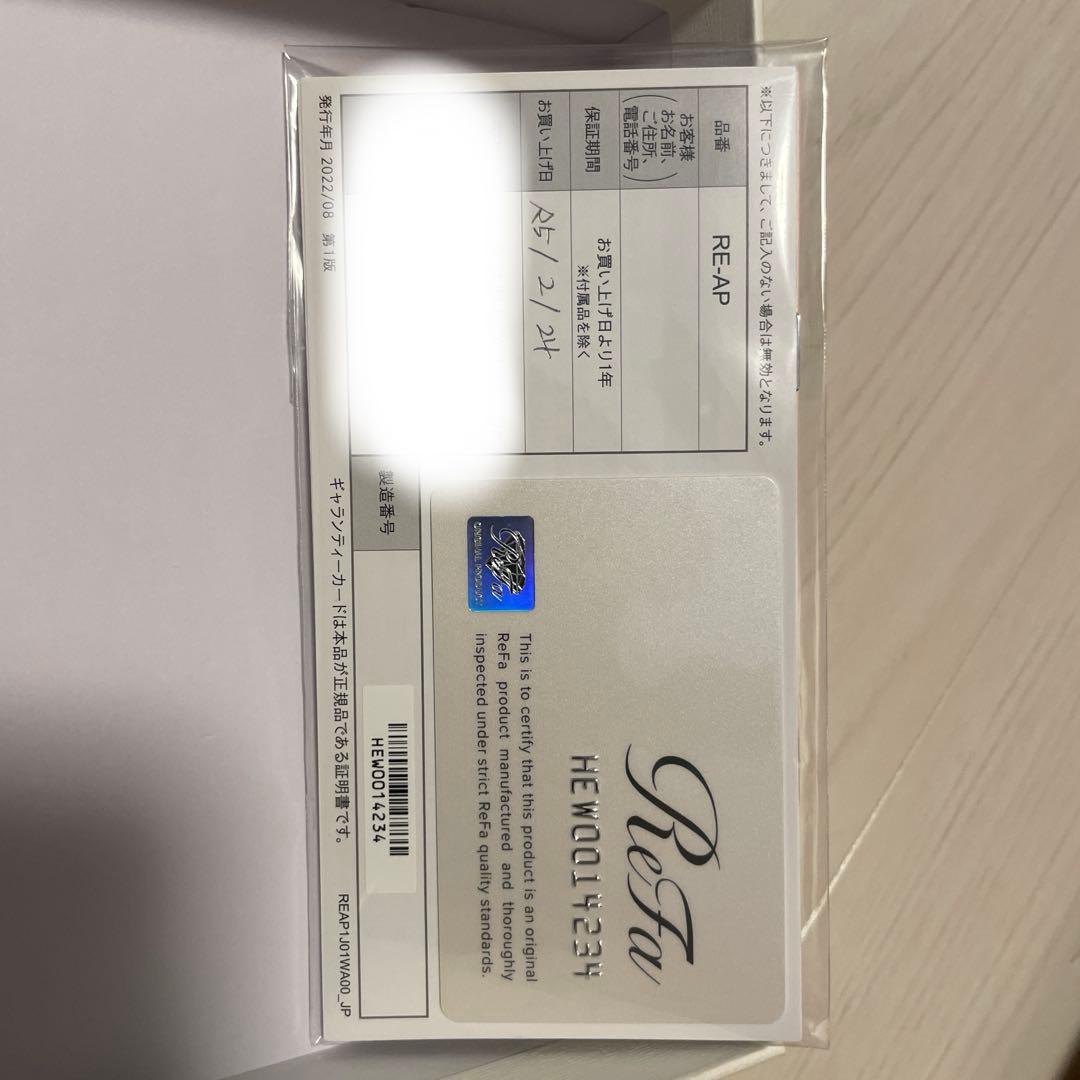 ※以下につきまして、ご記入のない場合は無効となります。
品番
RE-AP
お客様
お名前、
ご住所、
電話番号
保証期間
お買い上げ日より1年
※付属品を除く
お買い上げ日
R5/2/24
発行年月 2022/08 第1版
ReFa
HEW0014234
This is to certify that this product is an original
ReFa product manufactured and thoroughly
inspected under strict ReFa quality standards.
ReFa
ORIGINAL PRODUCT
製造番号
HEW0014234
ギャランティーカードは本品が正規品である証明書です。
REAP1J01WA00_JP